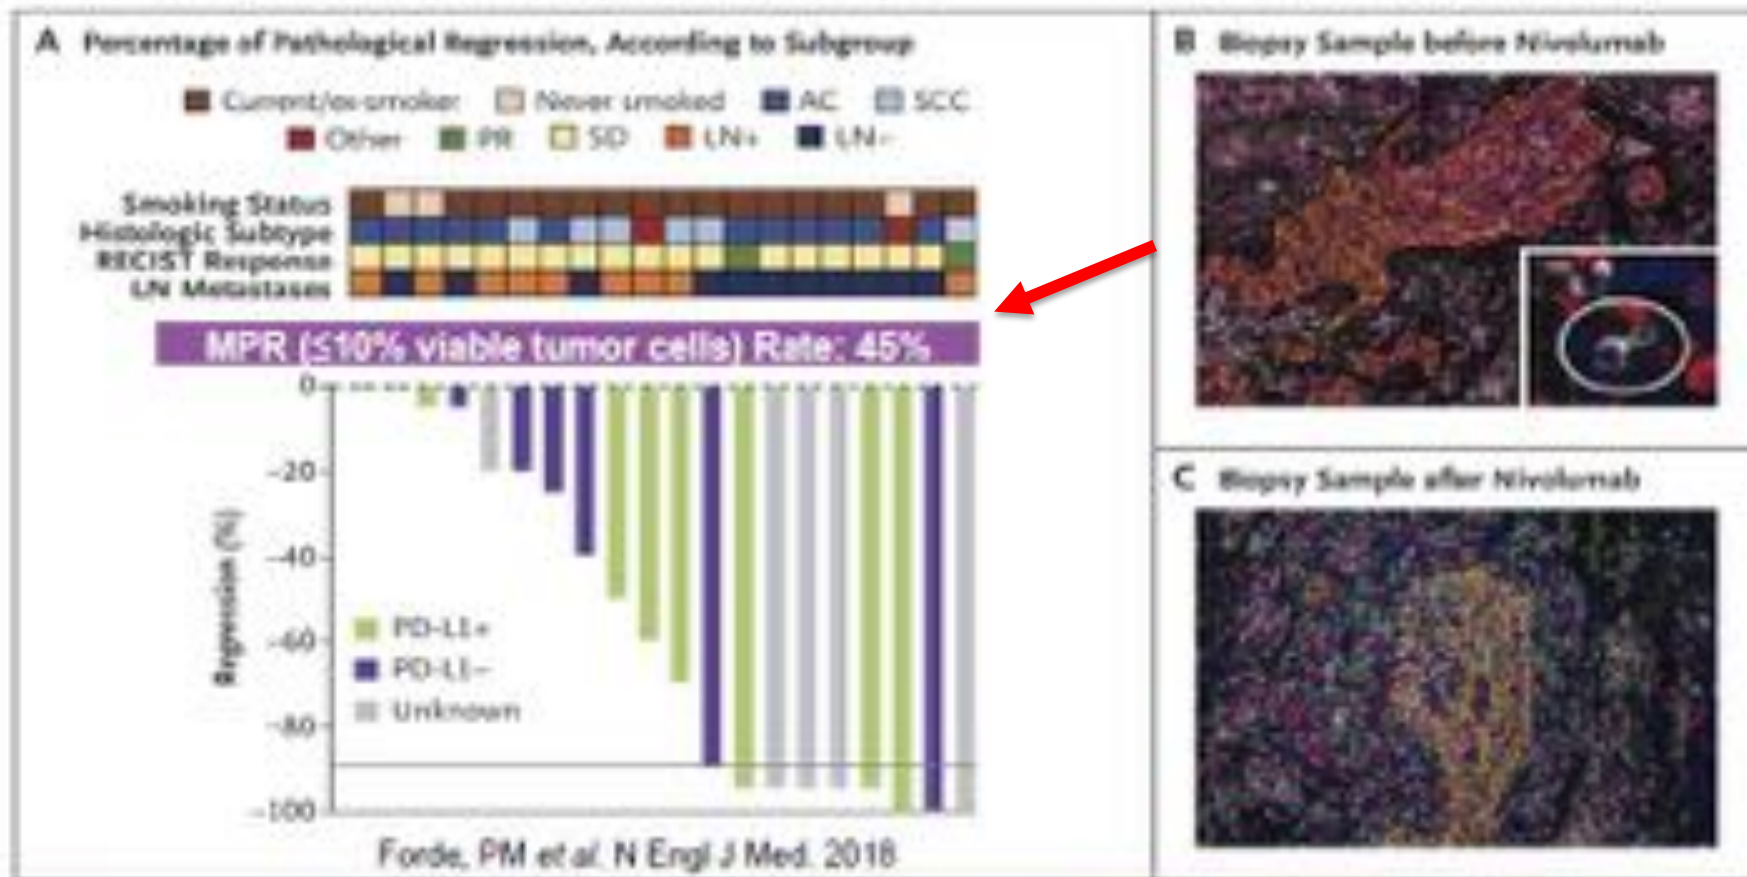 A Percentage of Pathological Regression, According to Subgroup
Current/ex-smoker Never smoked AC SCC
Other PR SD LN+ LN−
Smoking Status
Histologic Subtype
RECIST Response
LN Metastases
MPR (≤10% viable tumor cells) Rate: 45%
0
−20
−40
−60
−80
−100
Regression (%)
PD-L1+
PD-L1−
Unknown
Forde, PM et al. N Engl J Med. 2018
B Biopsy Sample before Nivolumab
C Biopsy Sample after Nivolumab